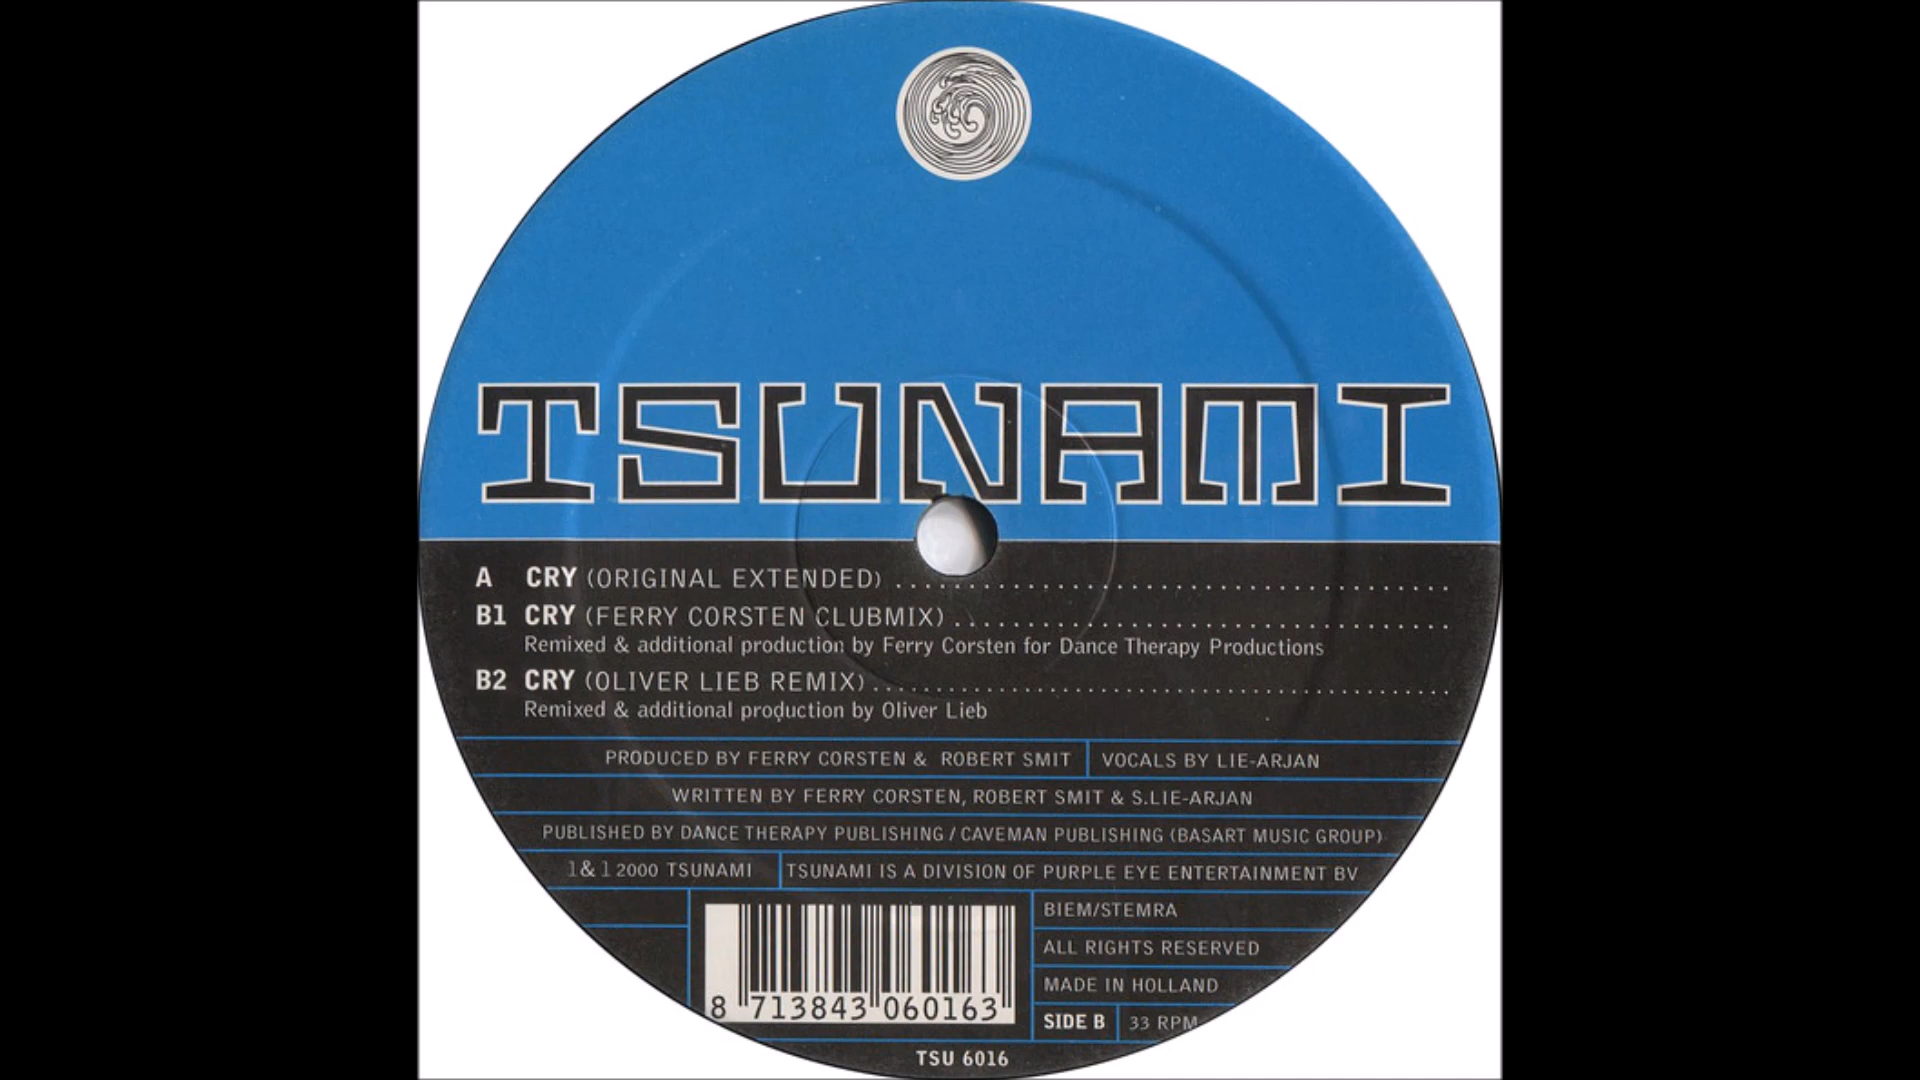 TSUNAMI
A CRY (ORIGINAL EXTENDED)
B1 CRY (FERRY CORSTEN CLUBMIX)
Remixed & additional production by Ferry Corsten for Dance Therapy Productions
B2 CRY (OLIVER LIEB REMIX)
Remixed & additional production by Oliver Lieb
PRODUCED BY FERRY CORSTEN & ROBERT SMIT VOCALS BY LIE-ARJAN
WRITTEN BY FERRY CORSTEN, ROBERT SMIT & S.LIE-ARJAN
PUBLISHED BY DANCE THERAPY PUBLISHING / CAVEMAN PUBLISHING (BASART MUSIC GROUP)
1 & 1 2000 TSUNAMI TSUNAMI IS A DIVISION OF PURPLE EYE ENTERTAINMENT BV
BIEM/STEMRA
ALL RIGHTS RESERVED
MADE IN HOLLAND
8 713843 060163
SIDE B 33 RPM
TSU 6016